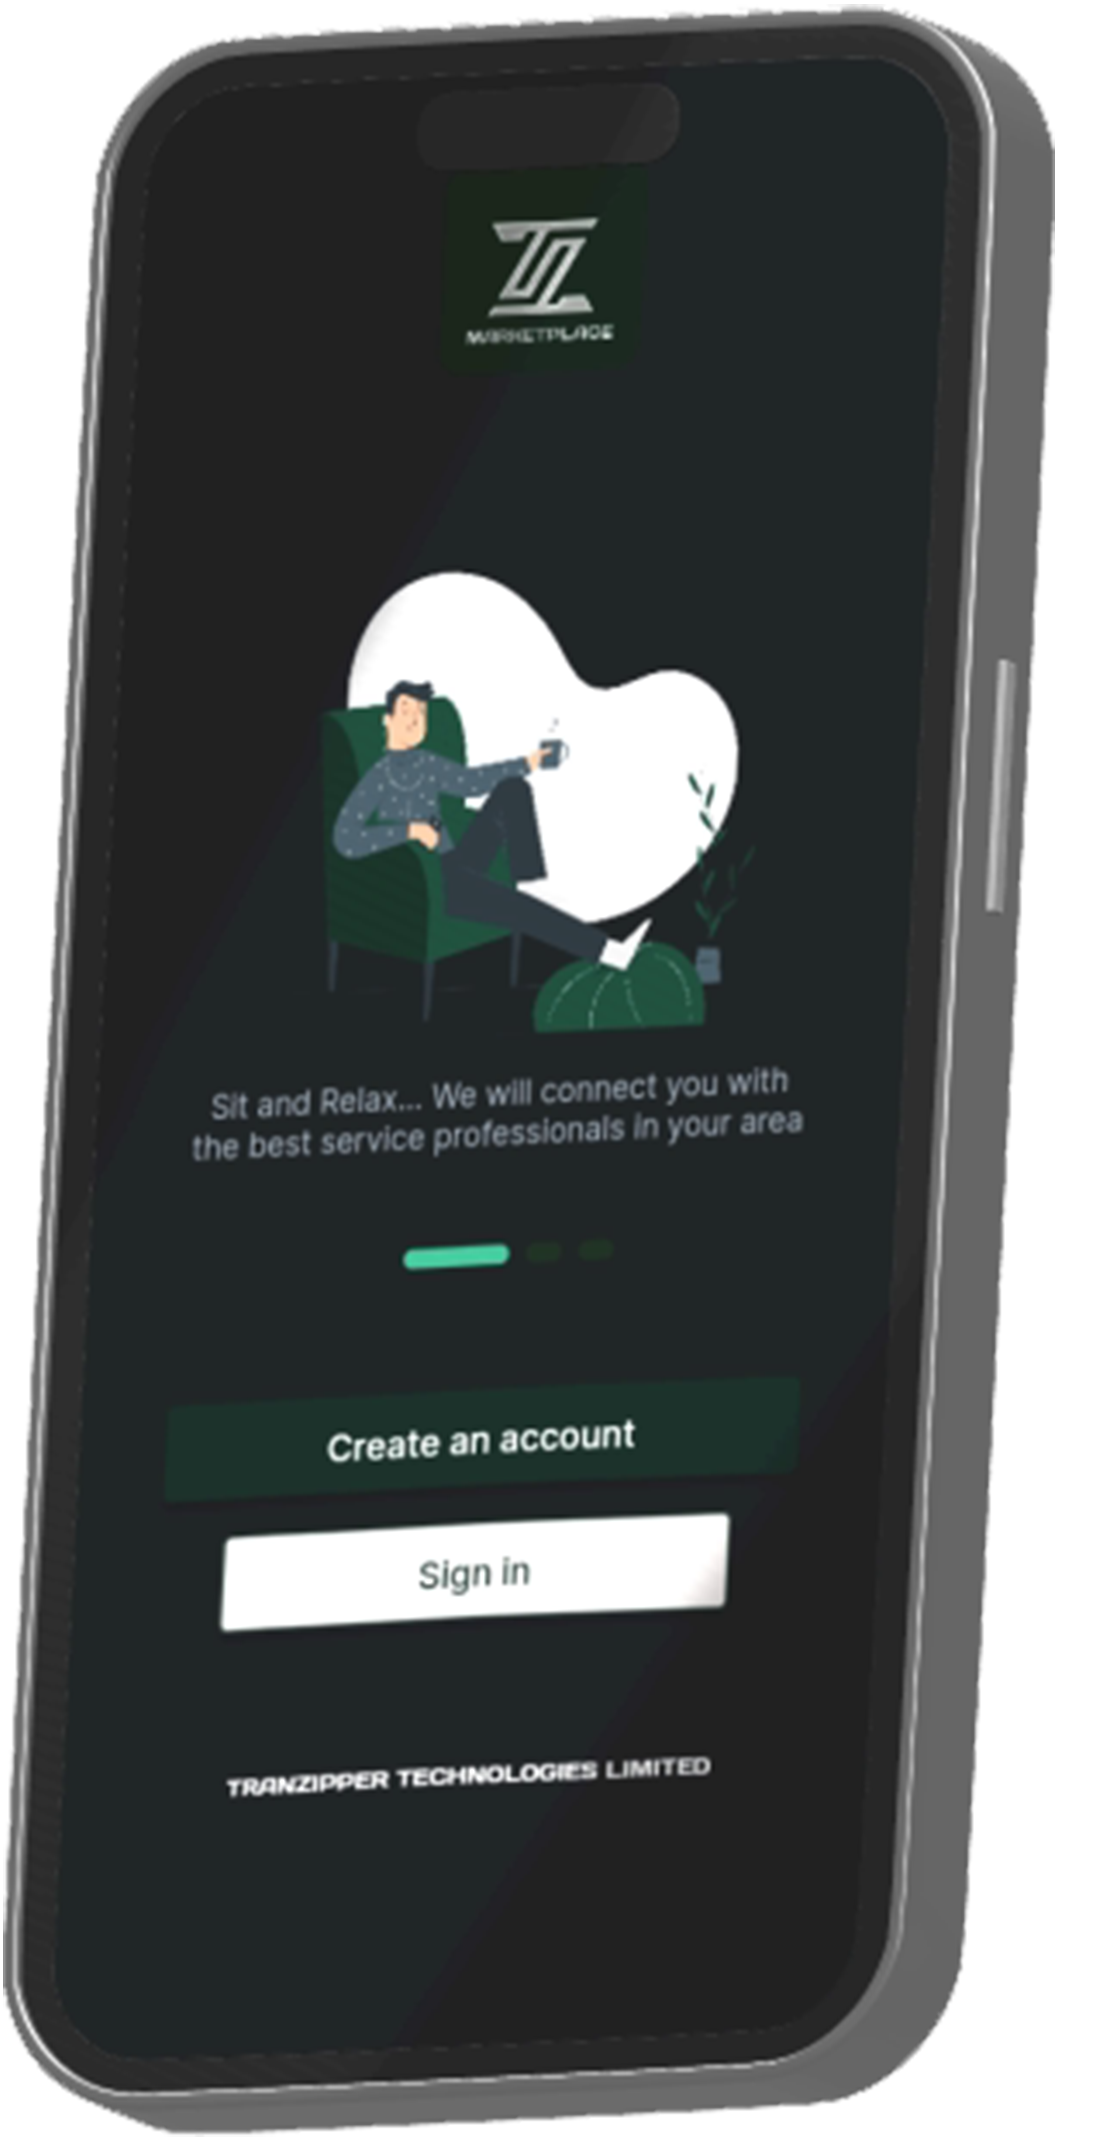 MARKETPLACE
Sit and Relax... We will connect you with
the best service professionals in your area
Create an account
Sign in
TRANZIPPER TECHNOLOGIES LIMITED